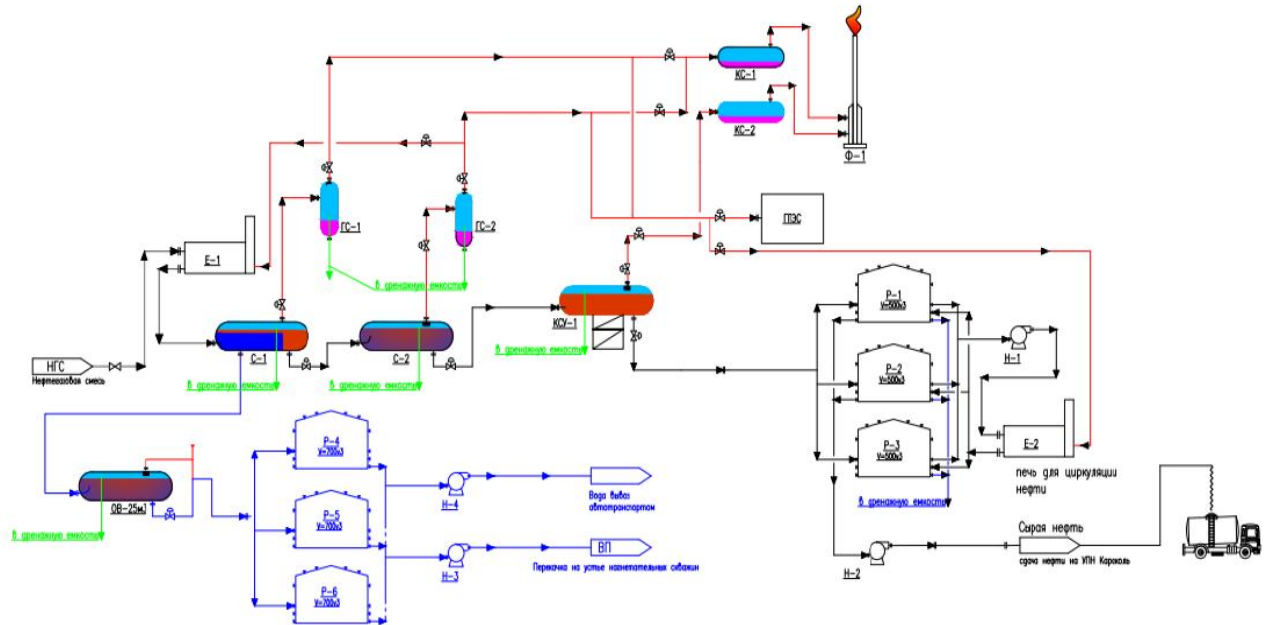 КС-1
КС-2
Ф-1
ГС-1
ГС-2
ГПЭС
Е-1
В дренажную емкость
КСУ-1
Р-1
V=500м3
Н-1
НГС
Нефтегазовая смесь
С-1
С-2
В дренажную емкость
В дренажную емкость
В дренажную емкость
Р-2
V=500м3
Р-3
V=500м3
Е-2
печь для циркуляции
нефти
Р-4
V=700м3
ОВ-25м3
В дренажную емкость
Н-4
Вода вывоз
автотранспортом
В дренажную емкость
Р-5
V=700м3
Н-3
ВП
Перекачка на устье нагнетательных скважин
Н-2
Сырая нефть
сдача нефти на УПН Каракольь
Р-6
V=700м3